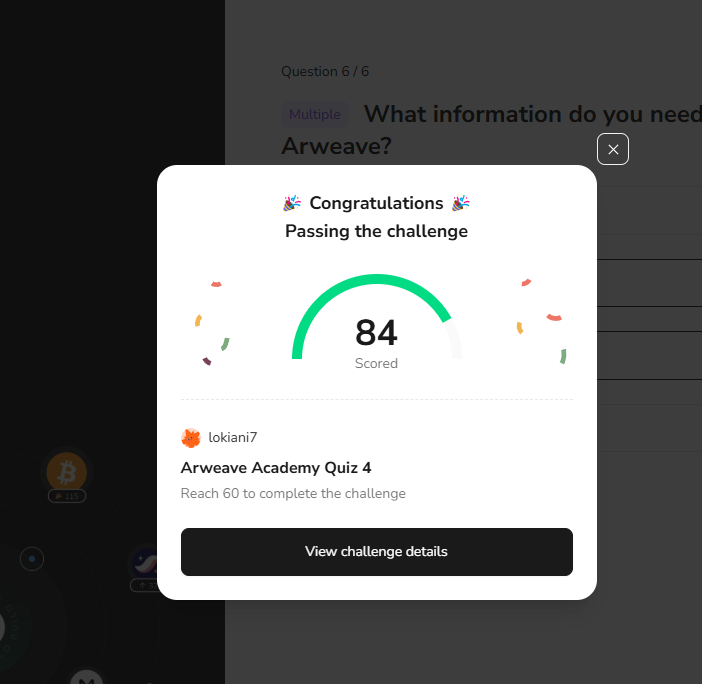 Question 6 / 6
Multiple What information do you need
Arweave?
Congratulations
Passing the challenge
84
Scored
lokiani7
Arweave Academy Quiz 4
Reach 60 to complete the challenge
View challenge details
115